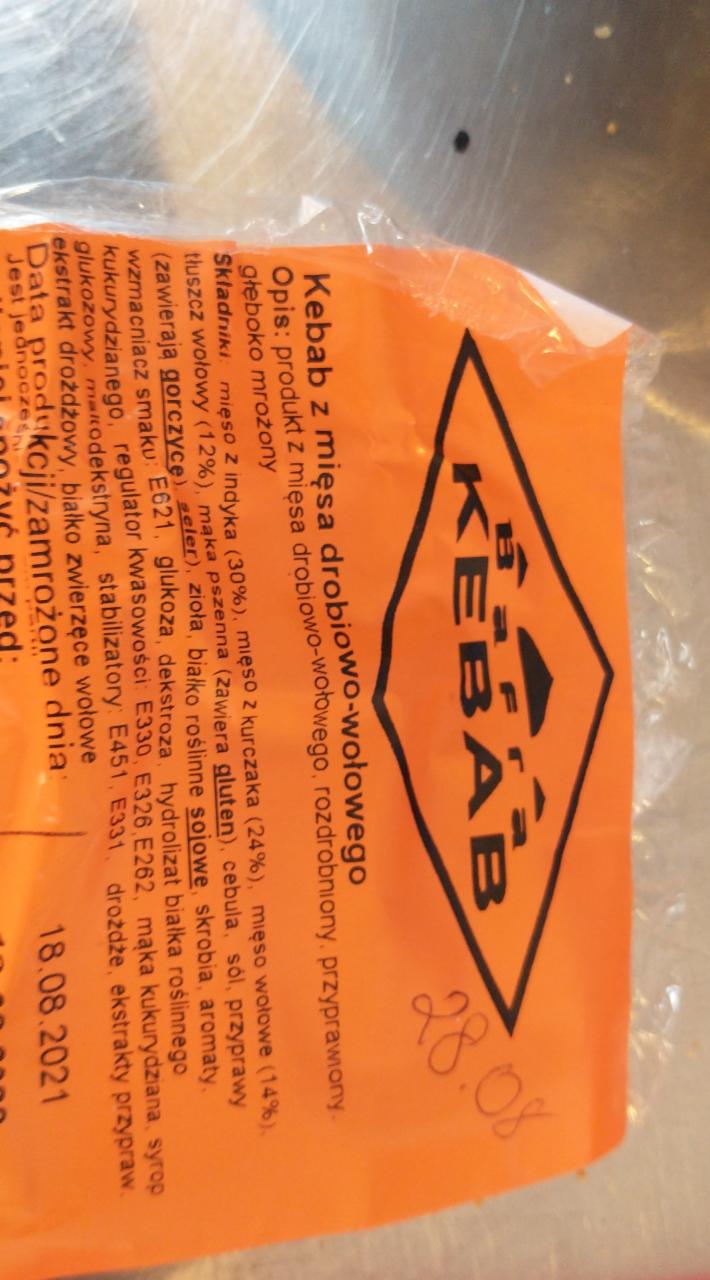 Bafra
KEBAB
28.08
Kebab z mięsa drobiowo-wołowego
Opis: produkt z mięsa drobiowo-wołowego, rozdrobniony, przyprawiony,
głęboko mrożony
Składniki: mięso z indyka (30%), mięso z kurczaka (24%), mięso wołowe (14%),
tłuszcz wołowy (12%), mąka pszenna (zawiera gluten), cebula, sól, przyprawy
(zawierają gorczycę), seler), zioła, białko roślinne sojowe, skrobia, aromaty,
wzmacniacz smaku: E621, glukoza, dekstroza, hydrolizat białka roślinnego
kukurydzianego, regulator kwasowości: E330, E326,E262, mąka kukurydziana, syrop
glukozowy, maltodekstryna, stabilizatory: E451, E331, drożdże, ekstrakty przypraw,
ekstrakt drożdżowy, białko zwierzęce wołowe
Data produkcji/zamrożone dnia: 18.08.2021
Jest jednocześnie
przed: